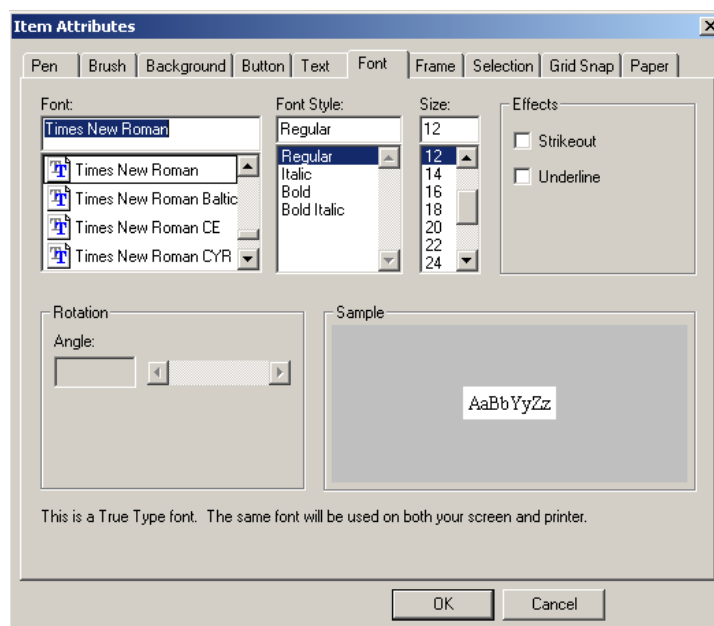 Item Attributes
Pen Brush Background Button Text Font Frame Selection Grid Snap Paper
Font: Font Style: Size: Effects
Times New Roman Regular 12
Strikeout
Underline
Times New Roman
Times New Roman Baltic
Times New Roman CE
Times New Roman CYR
Regular
Italic
Bold
Bold Italic
12
14
16
18
20
22
24
Rotation
Angle:
Sample
AaBbYyZz
This is a True Type font. The same font will be used on both your screen and printer.
OK Cancel